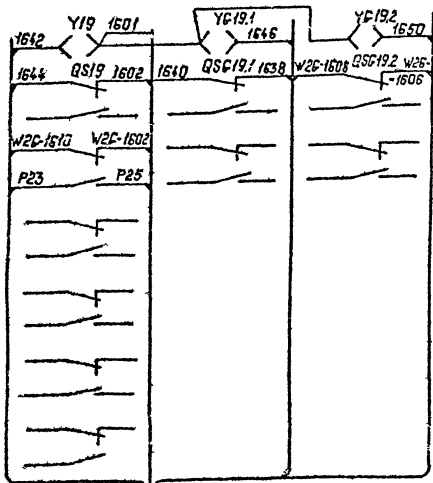 Y19 1601 YG19.1 YG19.2
1642 1646 1650
1644 QS19 1602 1640 QSG19.1 1638 W2G-1608 QSG19.2 W2G-
-1606
W2G-1610 W2G-1602
P23 P25